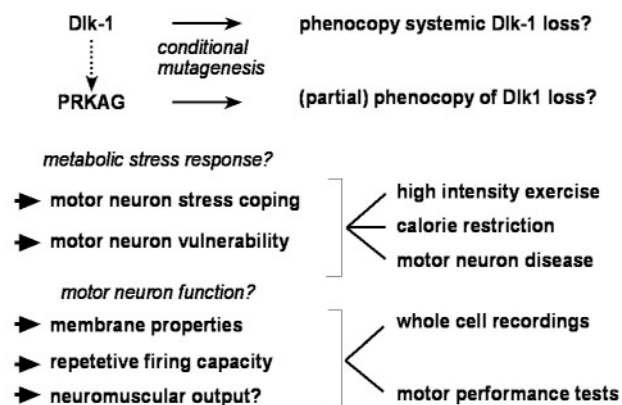 Dlk-1
phenocopy systemic Dlk-1 loss?
conditional
mutagenesis
PRKAG
(partial) phenocopy of Dlk1 loss?
metabolic stress response?
motor neuron stress coping
motor neuron vulnerability
high intensity exercise
calorie restriction
motor neuron disease
motor neuron function?
membrane properties
repetetive firing capacity
neuromuscular output?
whole cell recordings
motor performance tests